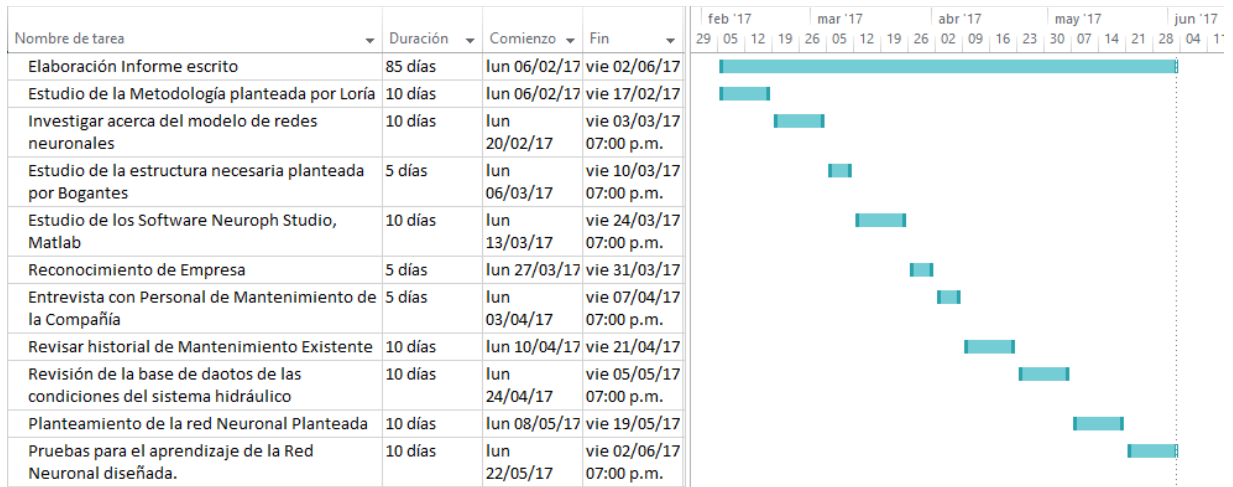 feb '17 mar '17 abr '17 may '17 jun '17
Nombre de tarea Duración Comienzo Fin 29 05 12 19 26 05 12 19 26 02 09 16 23 30 07 14 21 28 04 11
Elaboración Informe escrito 85 días lun 06/02/17 vie 02/06/17
Estudio de la Metodología planteada por Loría 10 días lun 06/02/17 vie 17/02/17
Investigar acerca del modelo de redes 10 días lun vie 03/03/17
neuronales 20/02/17 07:00 p.m.
Estudio de la estructura necesaria planteada 5 días lun vie 10/03/17
por Bogantes 06/03/17 07:00 p.m.
Estudio de los Software Neuroph Studio, 10 días lun vie 24/03/17
Matlab 13/03/17 07:00 p.m.
Reconocimiento de Empresa 5 días lun 27/03/17 vie 31/03/17
Entrevista con Personal de Mantenimiento de 5 días lun vie 07/04/17
la Compañía 03/04/17 07:00 p.m.
Revisar historial de Mantenimiento Existente 10 días lun 10/04/17 vie 21/04/17
Revisión de la base de daotos de las 10 días lun vie 05/05/17
condiciones del sistema hidráulico 24/04/17 07:00 p.m.
Planteamiento de la red Neuronal Planteada 10 días lun 08/05/17 vie 19/05/17
Pruebas para el aprendizaje de la Red 10 días lun vie 02/06/17
Neuronal diseñada. 22/05/17 07:00 p.m.